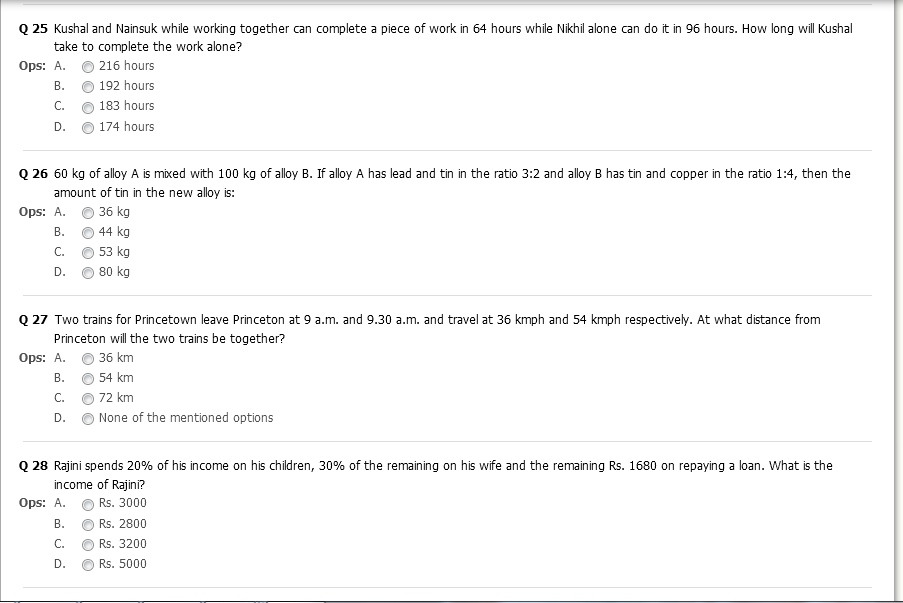 Q 25 Kushal and Nainsuk while working together can complete a piece of work in 64 hours while Nikhil alone can do it in 96 hours. How long will Kushal
take to complete the work alone?
Ops: A. 216 hours
B. 192 hours
C. 183 hours
D. 174 hours
Q 26 60 kg of alloy A is mixed with 100 kg of alloy B. If alloy A has lead and tin in the ratio 3:2 and alloy B has tin and copper in the ratio 1:4, then the
amount of tin in the new alloy is:
Ops: A. 36 kg
B. 44 kg
C. 53 kg
D. 80 kg
Q 27 Two trains for Princetown leave Princeton at 9 a.m. and 9.30 a.m. and travel at 36 kmph and 54 kmph respectively. At what distance from
Princeton will the two trains be together?
Ops: A. 36 km
B. 54 km
C. 72 km
D. None of the mentioned options
Q 28 Rajini spends 20% of his income on his children, 30% of the remaining on his wife and the remaining Rs. 1680 on repaying a loan. What is the
income of Rajini?
Ops: A. Rs. 3000
B. Rs. 2800
C. Rs. 3200
D. Rs. 5000